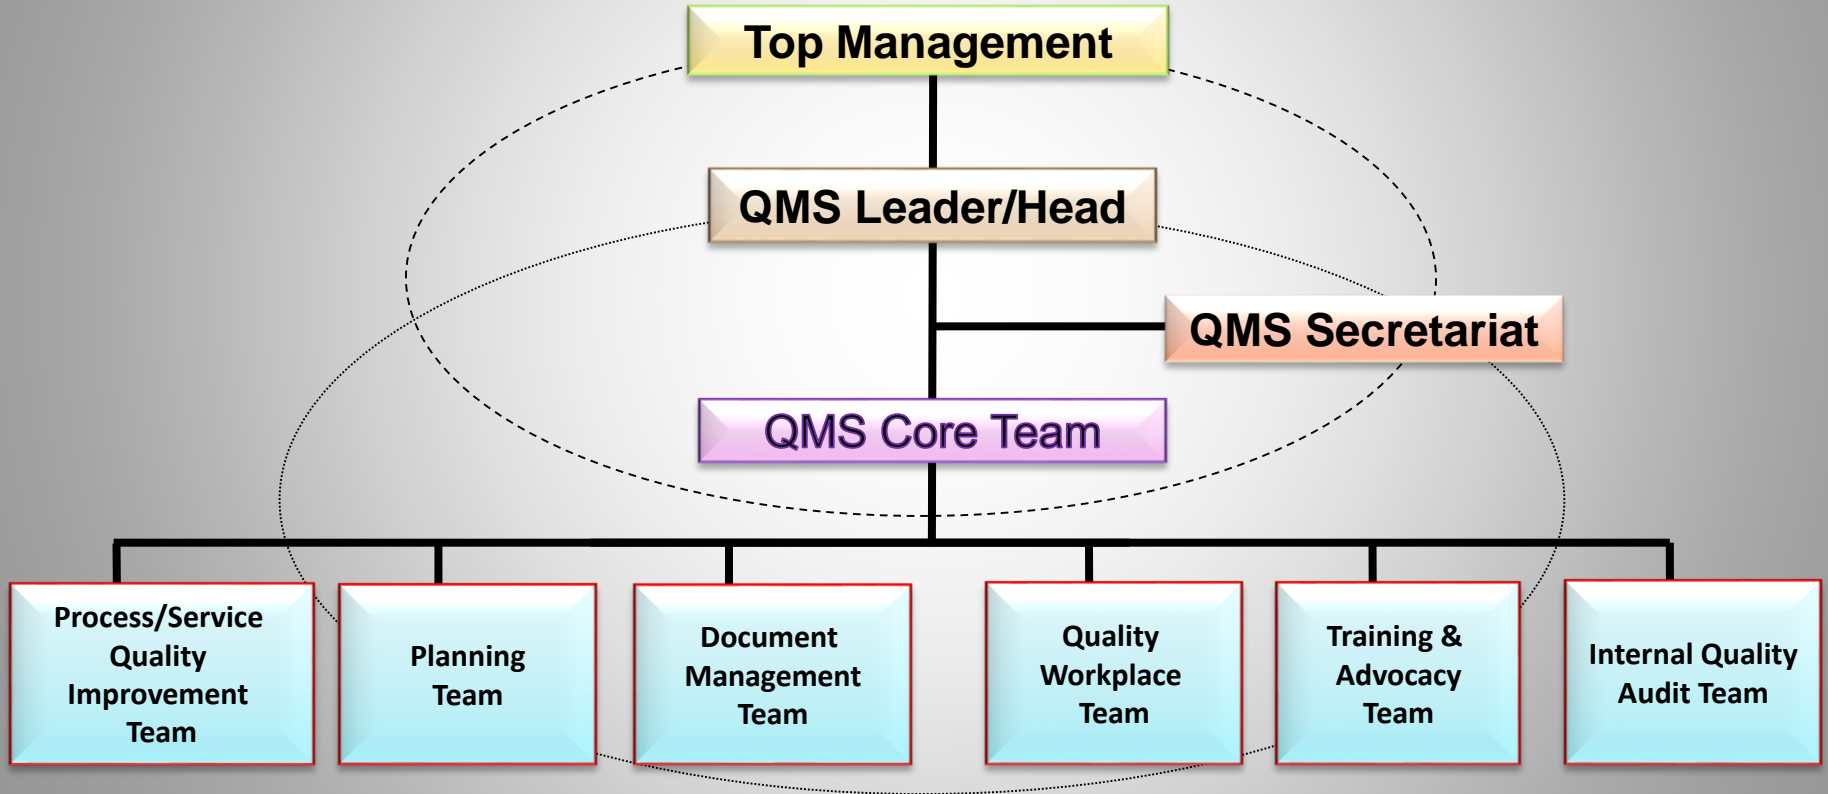 Top Management
QMS Leader/Head
QMS Secretariat
QMS Core Team
Process/Service
Quality
Improvement
Team
Planning
Team
Document
Management
Team
Quality
Workplace
Team
Training &
Advocacy
Team
Internal Quality
Audit Team